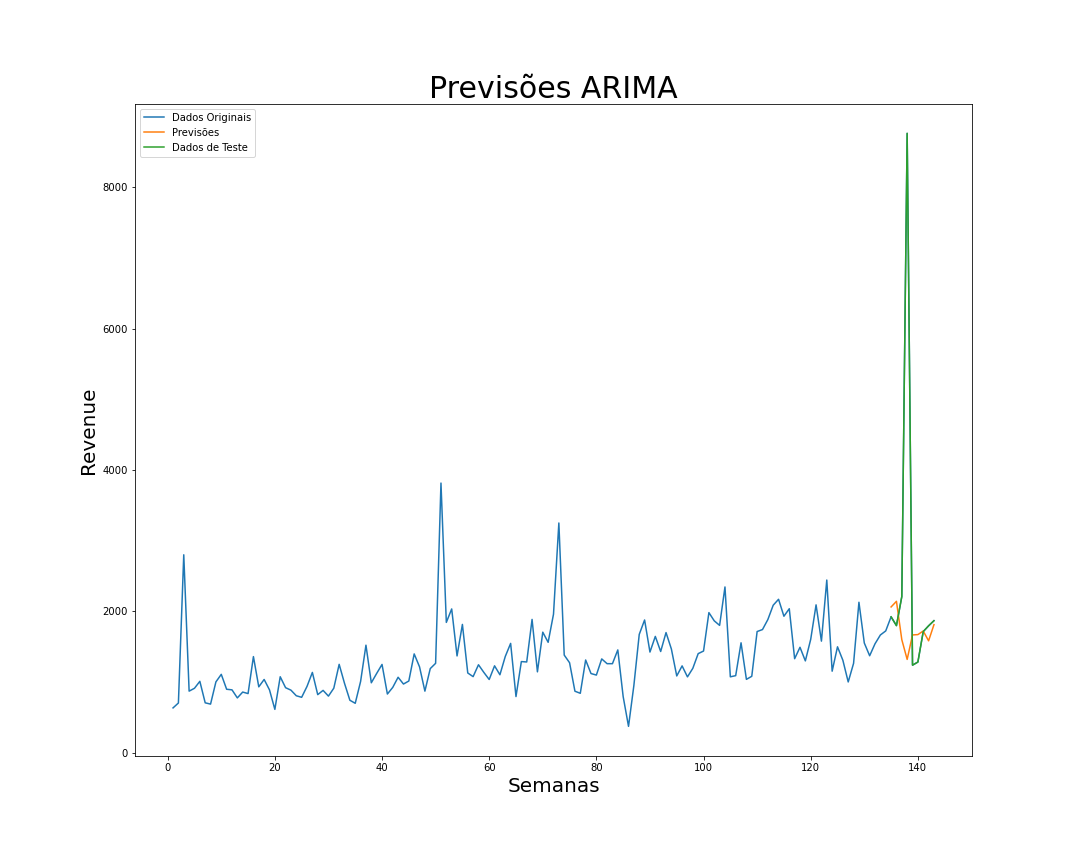 Previsões ARIMA
Dados Originais
Previsões
Dados de Teste
Revenue
8000
6000
4000
2000
0
0 20 40 60 80 100 120 140
Semanas